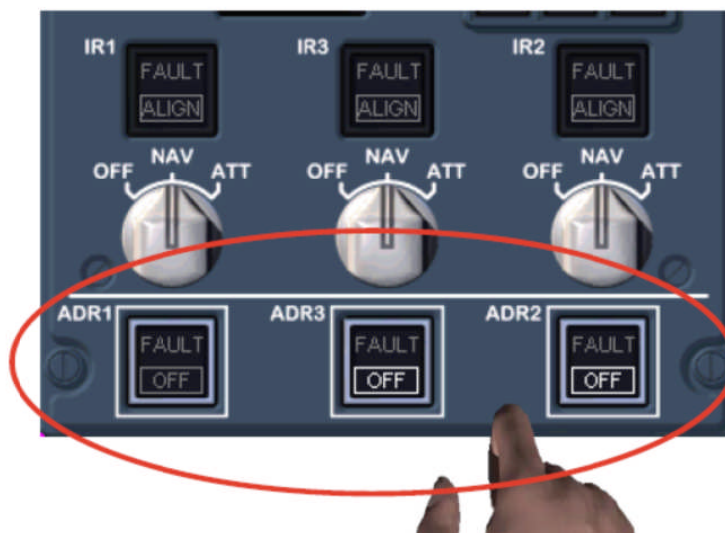 IR1 IR3 IR2
FAULT FAULT FAULT
ALIGN ALIGN ALIGN
OFF NAV ATT OFF NAV ATT OFF NAV ATT
ADR1 ADR3 ADR2
FAULT FAULT FAULT
OFF OFF OFF